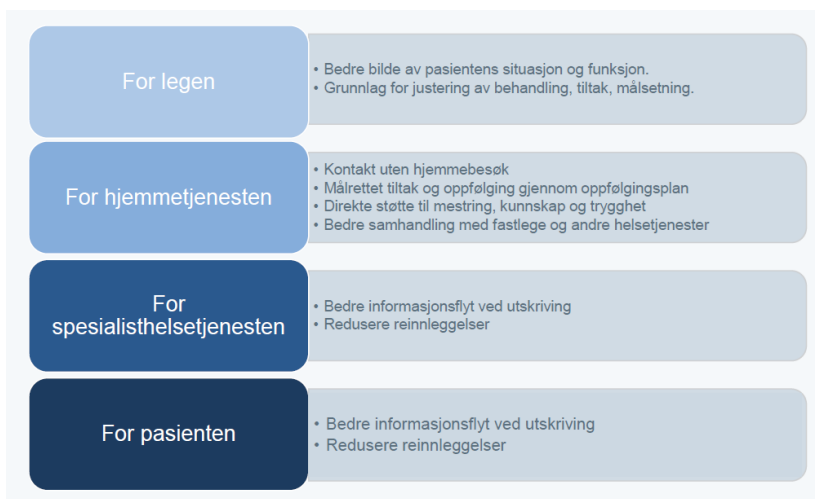 For legen
• Bedre bilde av pasientens situasjon og funksjon.
• Grunnlag for justering av behandling, tiltak, målsetning.
For hjemmetjenesten
• Kontakt uten hjemmebesøk
• Målrettet tiltak og oppfølging gjennom oppfølgingsplan
• Direkte støtte til mestring, kunnskap og trygghet
• Bedre samhandling med fastlege og andre helsetjenester
For
spesialisthelsetjenesten
• Bedre informasjonsflyt ved utskriving
• Redusere reinnleggelser
For pasienten
• Bedre informasjonsflyt ved utskriving
• Redusere reinnleggelser